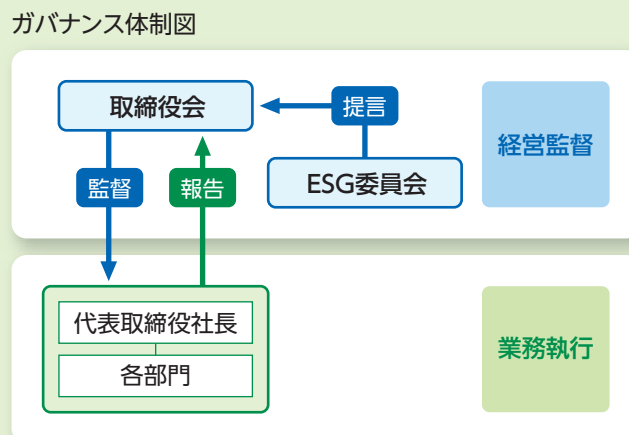 ガバナンス体制図
取締役会
提言
経営監督
監督
報告
ESG委員会
代表取締役社長
各部門
業務執行